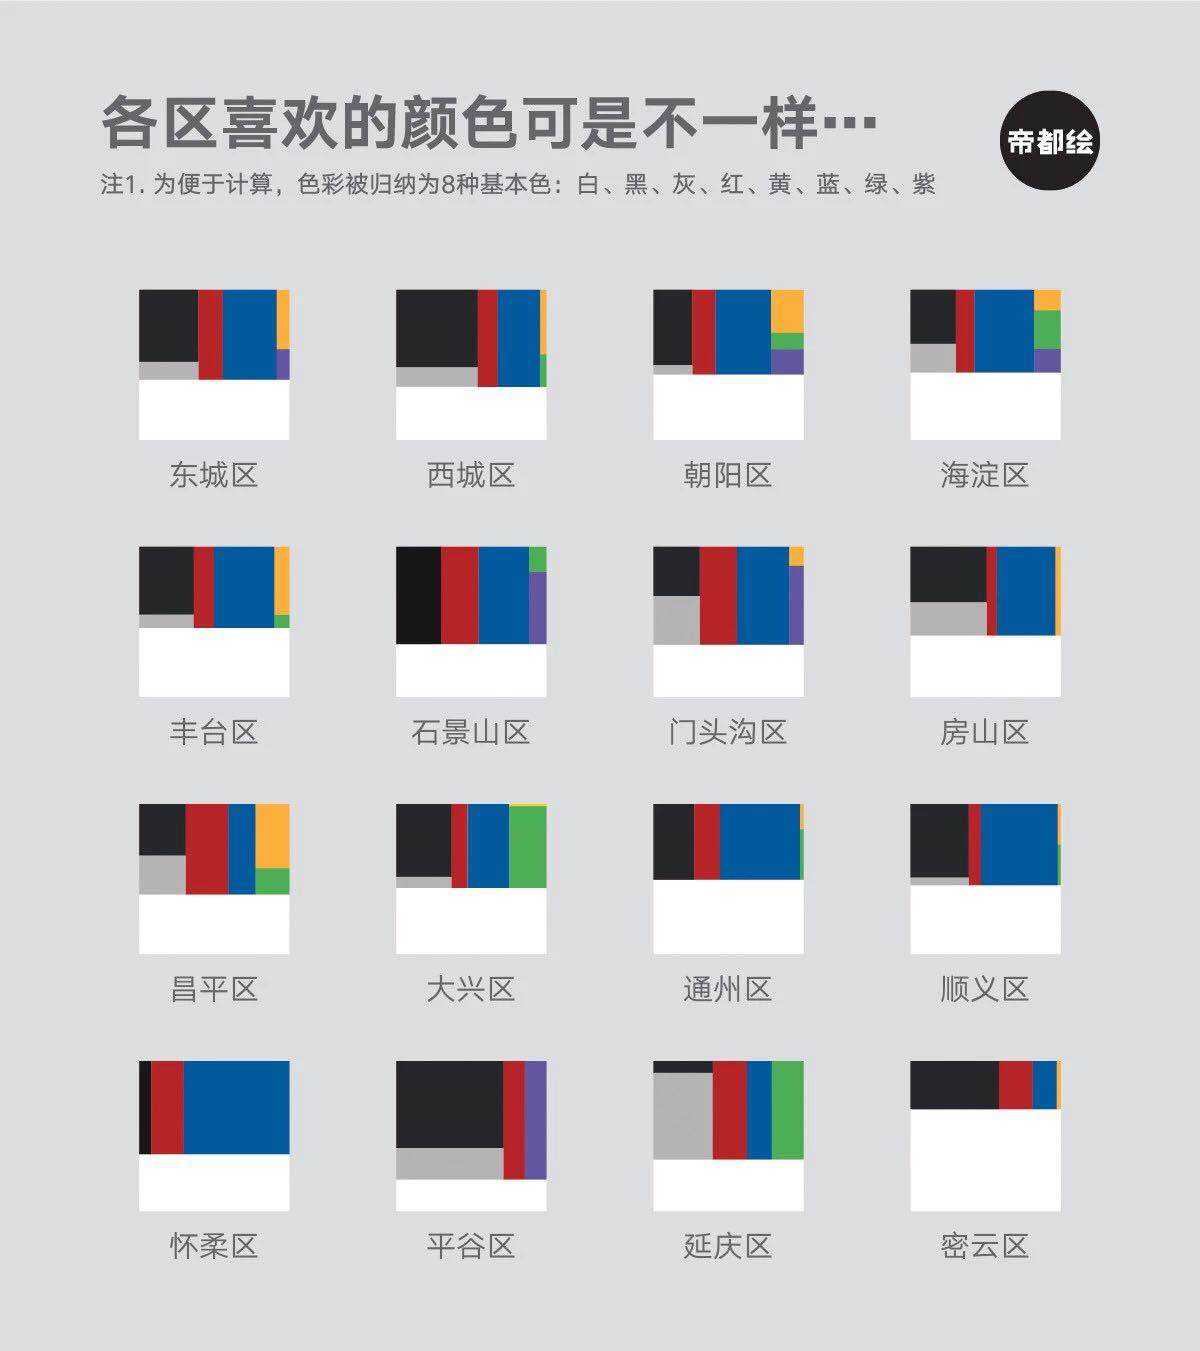 各区喜欢的颜色可是不一样…
帝都绘
注1. 为便于计算，色彩被归纳为8种基本色：白、黑、灰、红、黄、蓝、绿、紫
东城区
西城区
朝阳区
海淀区
丰台区
石景山区
门头沟区
房山区
昌平区
大兴区
通州区
顺义区
怀柔区
平谷区
延庆区
密云区